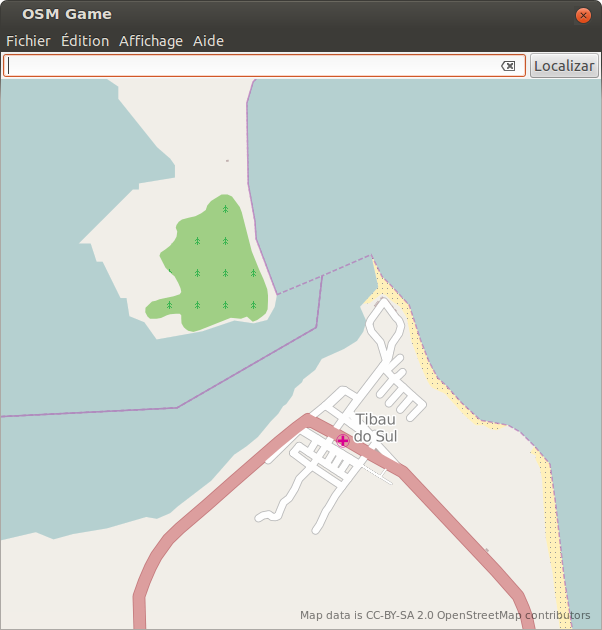 OSM Game
Fichier Édition Affichage Aide
Localizar
Tibau
do Sul
Map data is CC-BY-SA 2.0 OpenStreetMap contributors